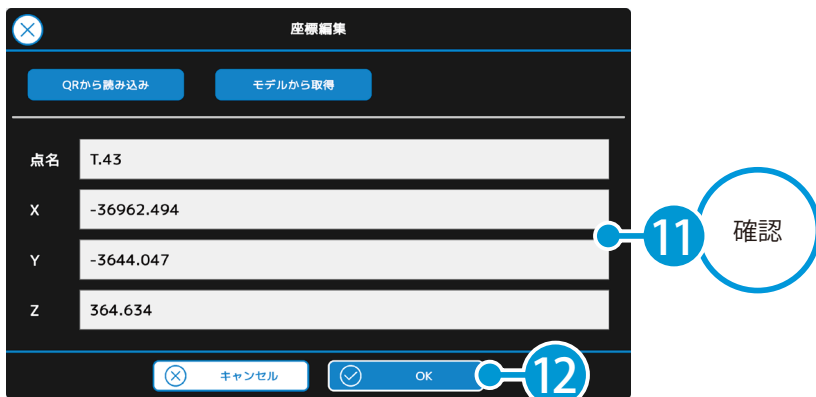 座標編集
QRから読み込み
モデルから取得
点名 T.43
X -36962.494
Y -3644.047
11 確認
Z 364.634
キャンセル OK 12